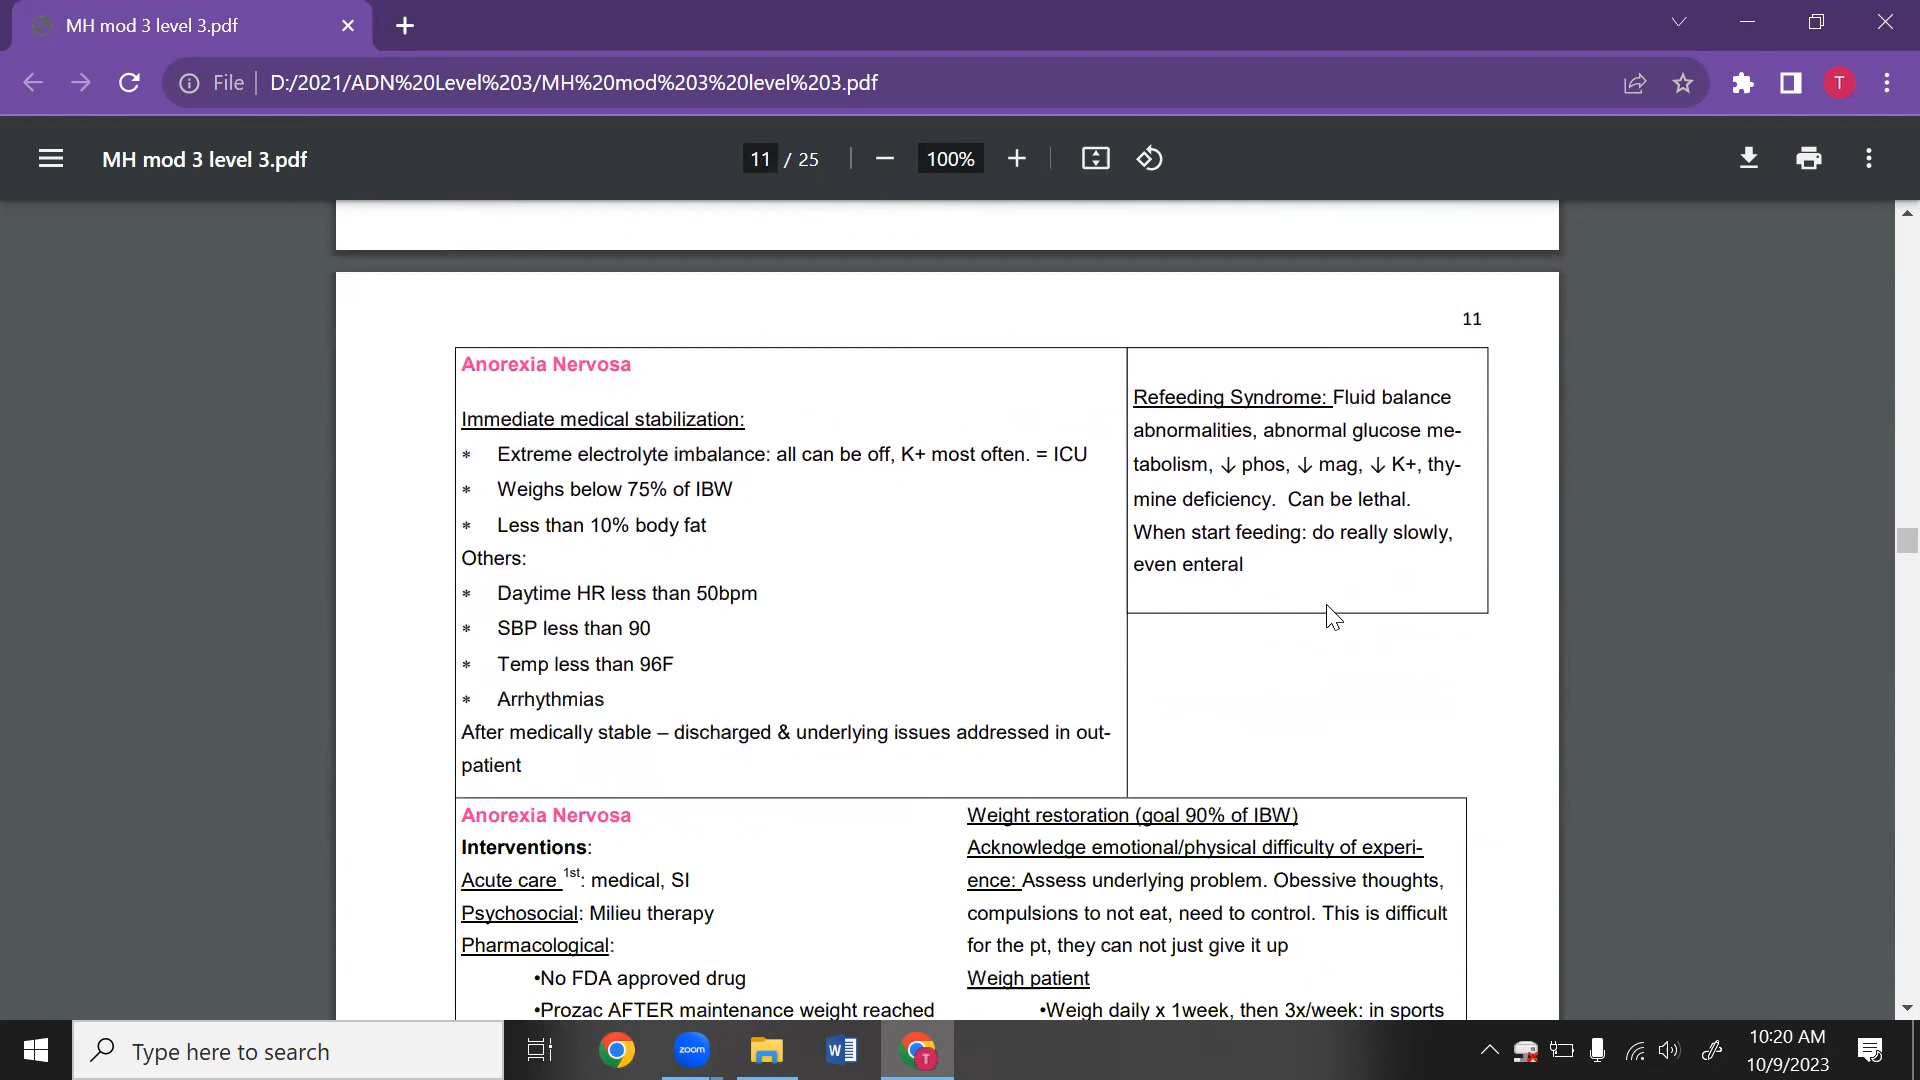 MH mod 3 level 3.pdf
File
D:/2021/ADN%20Level%203/MH%20mod%203%20level%203.pdf
T
MH mod 3 level 3.pdf
11 / 25
100%
11
Anorexia Nervosa
Immediate medical stabilization:
* Extreme electrolyte imbalance: all can be off, K+ most often. = ICU
* Weighs below 75% of IBW
* Less than 10% body fat
Others:
* Daytime HR less than 50bpm
* SBP less than 90
* Temp less than 96F
* Arrhythmias
After medically stable – discharged & underlying issues addressed in out-
patient
Refeeding Syndrome: Fluid balance
abnormalities, abnormal glucose me-
tabolism, ↓ phos, ↓ mag, ↓ K+, thy-
mine deficiency.  Can be lethal.
When start feeding: do really slowly,
even enteral
Anorexia Nervosa
Interventions:
Acute care 1st: medical, SI
Psychosocial: Milieu therapy
Pharmacological:
•No FDA approved drug
•Prozac AFTER maintenance weight reached
Weight restoration (goal 90% of IBW)
Acknowledge emotional/physical difficulty of experi-
ence: Assess underlying problem. Obessive thoughts,
compulsions to not eat, need to control. This is difficult
for the pt, they can not just give it up
Weigh patient
•Weigh daily x 1week, then 3x/week: in sports
Type here to search
zoom
W
T
10:20 AM
10/9/2023